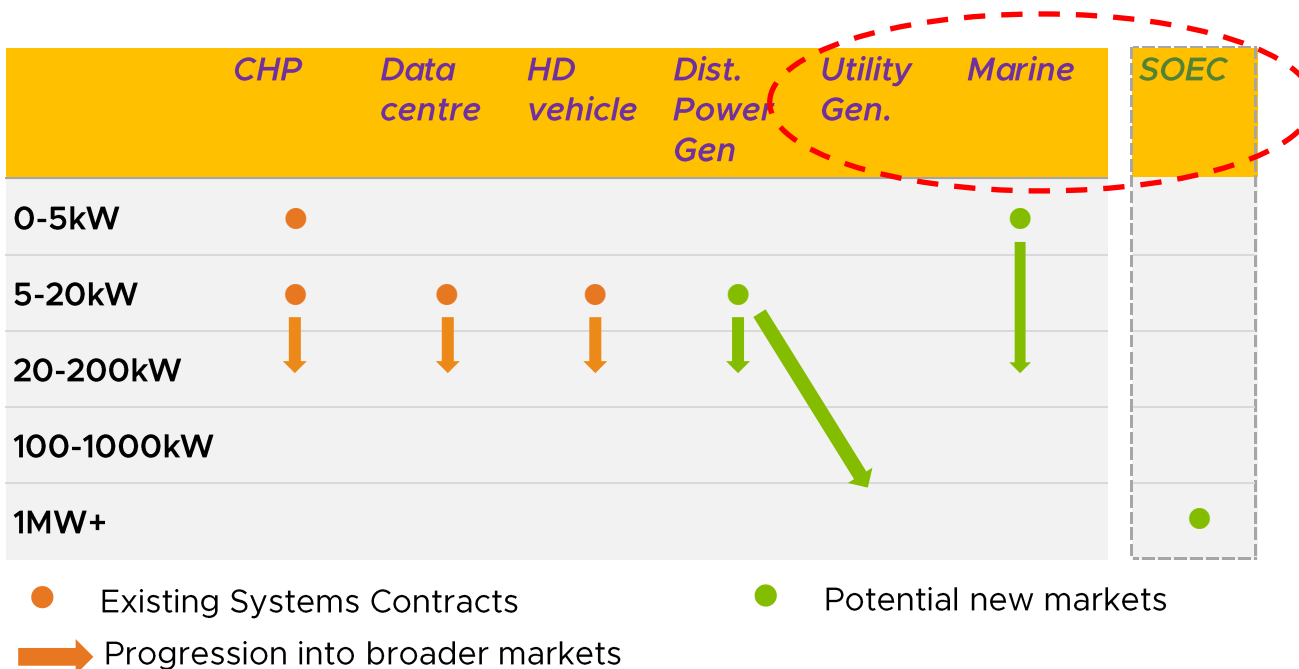 CHP
Data
centre
HD
vehicle
Dist.
Power
Gen
Utility
Gen.
Marine
SOEC
0-5kW
5-20kW
20-200kW
100-1000kW
1MW+
Existing Systems Contracts
Potential new markets
Progression into broader markets